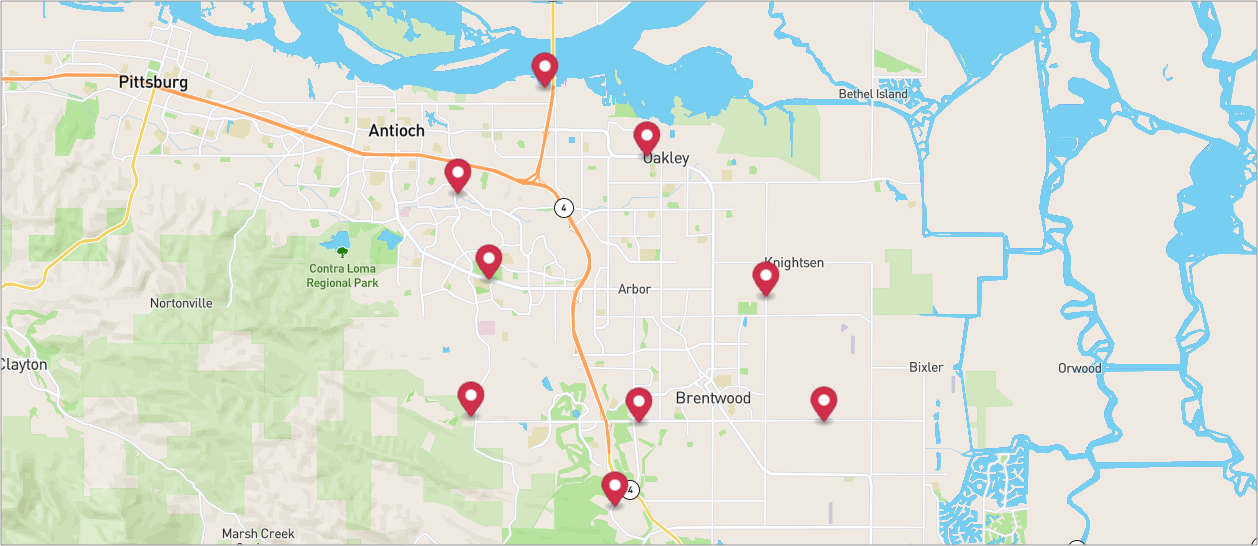 Pittsburg
Bethel Island
Antioch
Oakley
4
Contra Loma
Regional Park
Knightsen
Nortonville
Arbor
Clayton
Bixler
Orwood
Brentwood
4
Marsh Creek